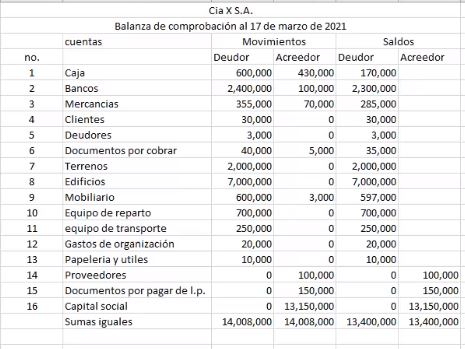 Cia X S.A.
Balanza de comprobación al 17 de marzo de 2021
cuentas Movimientos Saldos
no. Deudor Acreedor Deudor Acreedor
1 Caja 600,000 430,000 170,000
2 Bancos 2,400,000 100,000 2,300,000
3 Mercancias 355,000 70,000 285,000
4 Clientes 30,000 0 30,000
5 Deudores 3,000 0 3,000
6 Documentos por cobrar 40,000 5,000 35,000
7 Terrenos 2,000,000 0 2,000,000
8 Edificios 7,000,000 0 7,000,000
9 Mobiliario 600,000 3,000 597,000
10 Equipo de reparto 700,000 0 700,000
11 equipo de transporte 250,000 0 250,000
12 Gastos de organización 20,000 0 20,000
13 Papeleria y utiles 10,000 0 10,000
14 Proveedores 0 100,000 0 100,000
15 Documentos por pagar de l.p. 0 150,000 0 150,000
16 Capital social 0 13,150,000 0 13,150,000
Sumas iguales 14,008,000 14,008,000 13,400,000 13,400,000